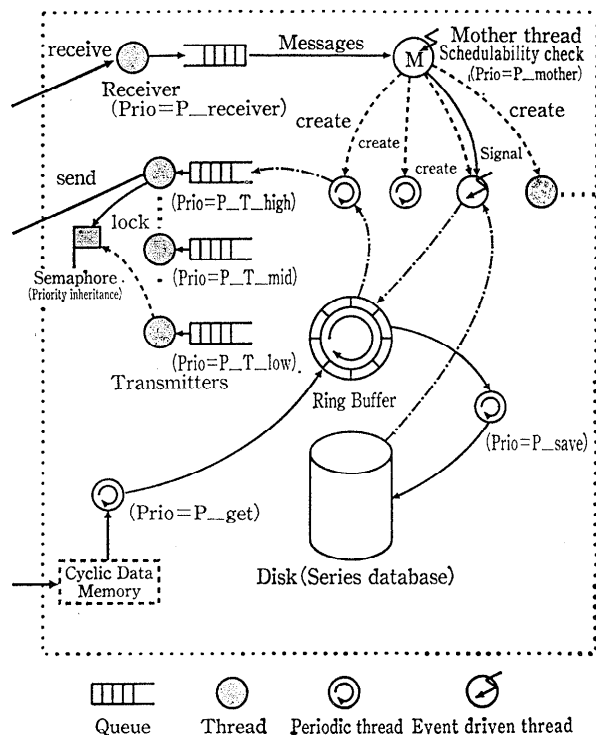 receive
Messages
Mother thread
Schedulability check
(Prio=P_mother)
M
Receiver
(Prio=P__receiver)
create
create
create
create
Signal
send
(Prio=P_T_high)
lock
Semaphore
(Priority inheritance)
(Prio=P_T_mid)
(Prio=P_T_low)
Transmitters
Ring Buffer
(Prio=P_save)
(Prio=P__get)
Cyclic Data
Memory
Disk(Series database)
Queue
Thread
Periodic thread
Event driven thread